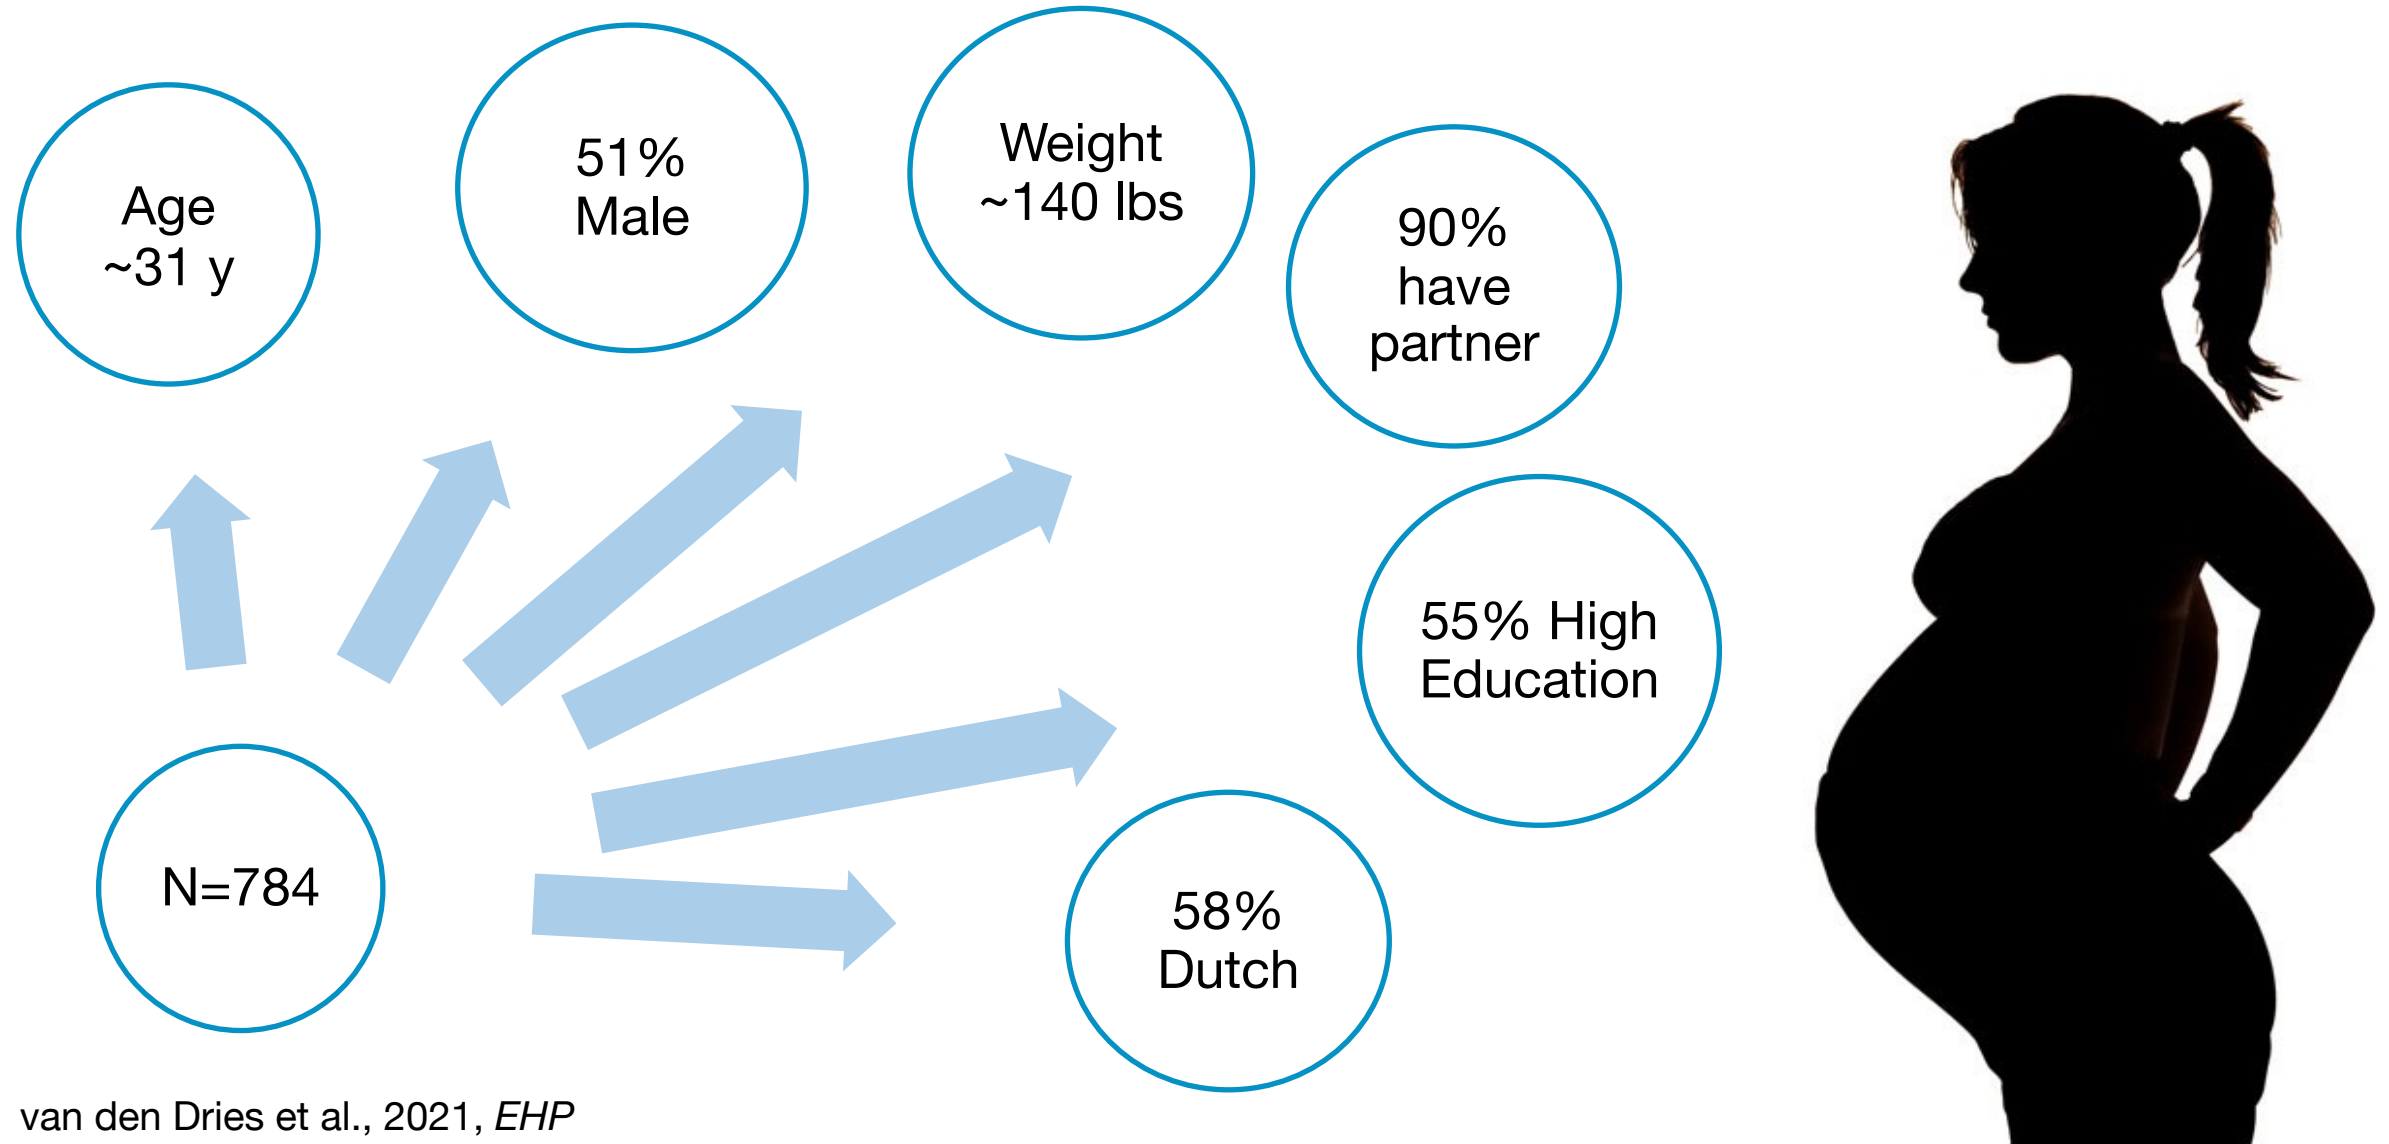 Age
~31 y
51%
Male
Weight
~140 lbs
90%
have
partner
55% High
Education
58%
Dutch
N=784
van den Dries et al., 2021, EHP